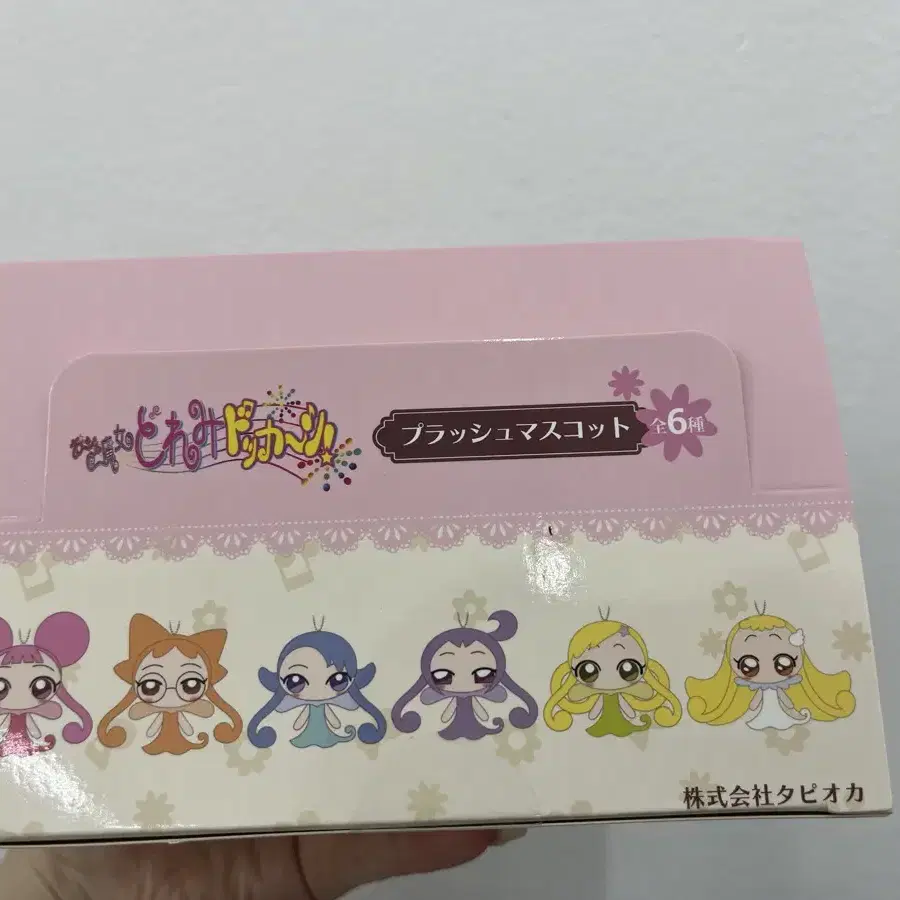 おジャ魔女
どれみドッカ〜ン!
プラッシュマスコット
全6種
株式会社タピオカ